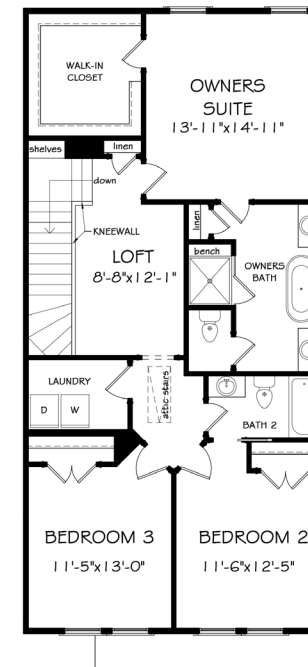 WALK-IN
CLOSET
OWNERS
SUITE
13'-11"x14'-11"
shelves
linen
down
KNEEWALL
linen
LOFT
8'-8"x12'-1"
bench
OWNERS
BATH
LAUNDRY
D W
attic stairs
BATH 2
BEDROOM 3
11'-5"x13'-0"
BEDROOM 2
11'-6"x12'-5"